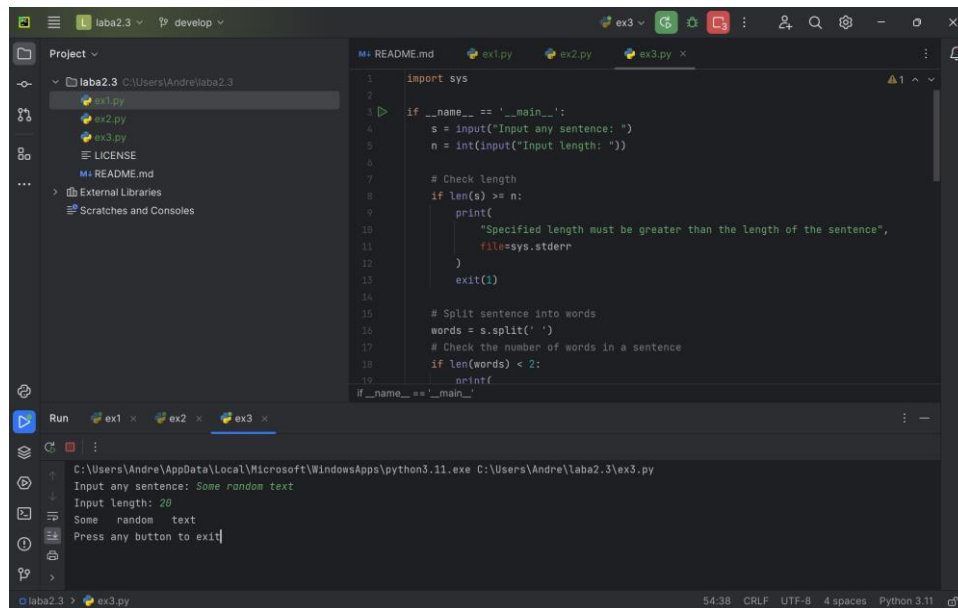 L laba2.3 develop ex3
Project
README.md ex1.py ex2.py ex3.py
laba2.3 C:\Users\Andre\laba2.3
ex1.py
ex2.py
ex3.py
LICENSE
README.md
External Libraries
Scratches and Consoles
1 import sys 1
2
3 if __name__ == '__main__':
4 s = input("Input any sentence: ")
5 n = int(input("Input length: "))
6
7 # Check length
8 if len(s) >= n:
9 print(
10 "Specified length must be greater than the length of the sentence",
11 file=sys.stderr
12 )
13 exit(1)
14
15 # Split sentence into words
16 words = s.split(' ')
17 # Check the number of words in a sentence
18 if len(words) < 2:
19 print(
if __name__ == '__main__'
Run ex1 ex2 ex3
C:\Users\Andre\AppData\Local\Microsoft\WindowsApps\python3.11.exe C:\Users\Andre\laba2.3\ex3.py
Input any sentence: Some random text
Input length: 20
Some   random   text
Press any button to exit
laba2.3 > ex3.py 54:38 CRLF UTF-8 4 spaces Python 3.11